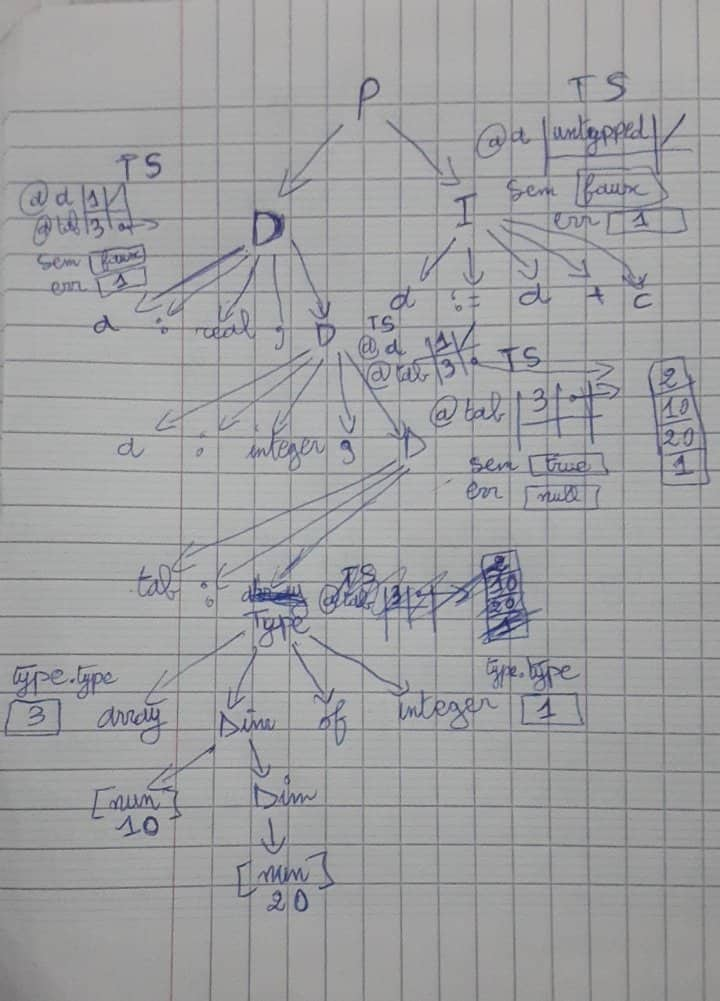 P
TS
@d | untypped |
Sem faux
err 1
TS
@d | 1 |
@tab | 3 |
Sem faux
err 1
D
I
d := d + c
d : real ; D
TS
@d | 1 |
@tab | 3 |
TS
@tab | 3 |
2
10
20
1
sem true
err null
d : integer ; D
tab : Type
TS
@tab | 3 |
2
10
20
1
type.type
3
array Dim of integer
type.type
1
[num] Dim
10
[num]
20